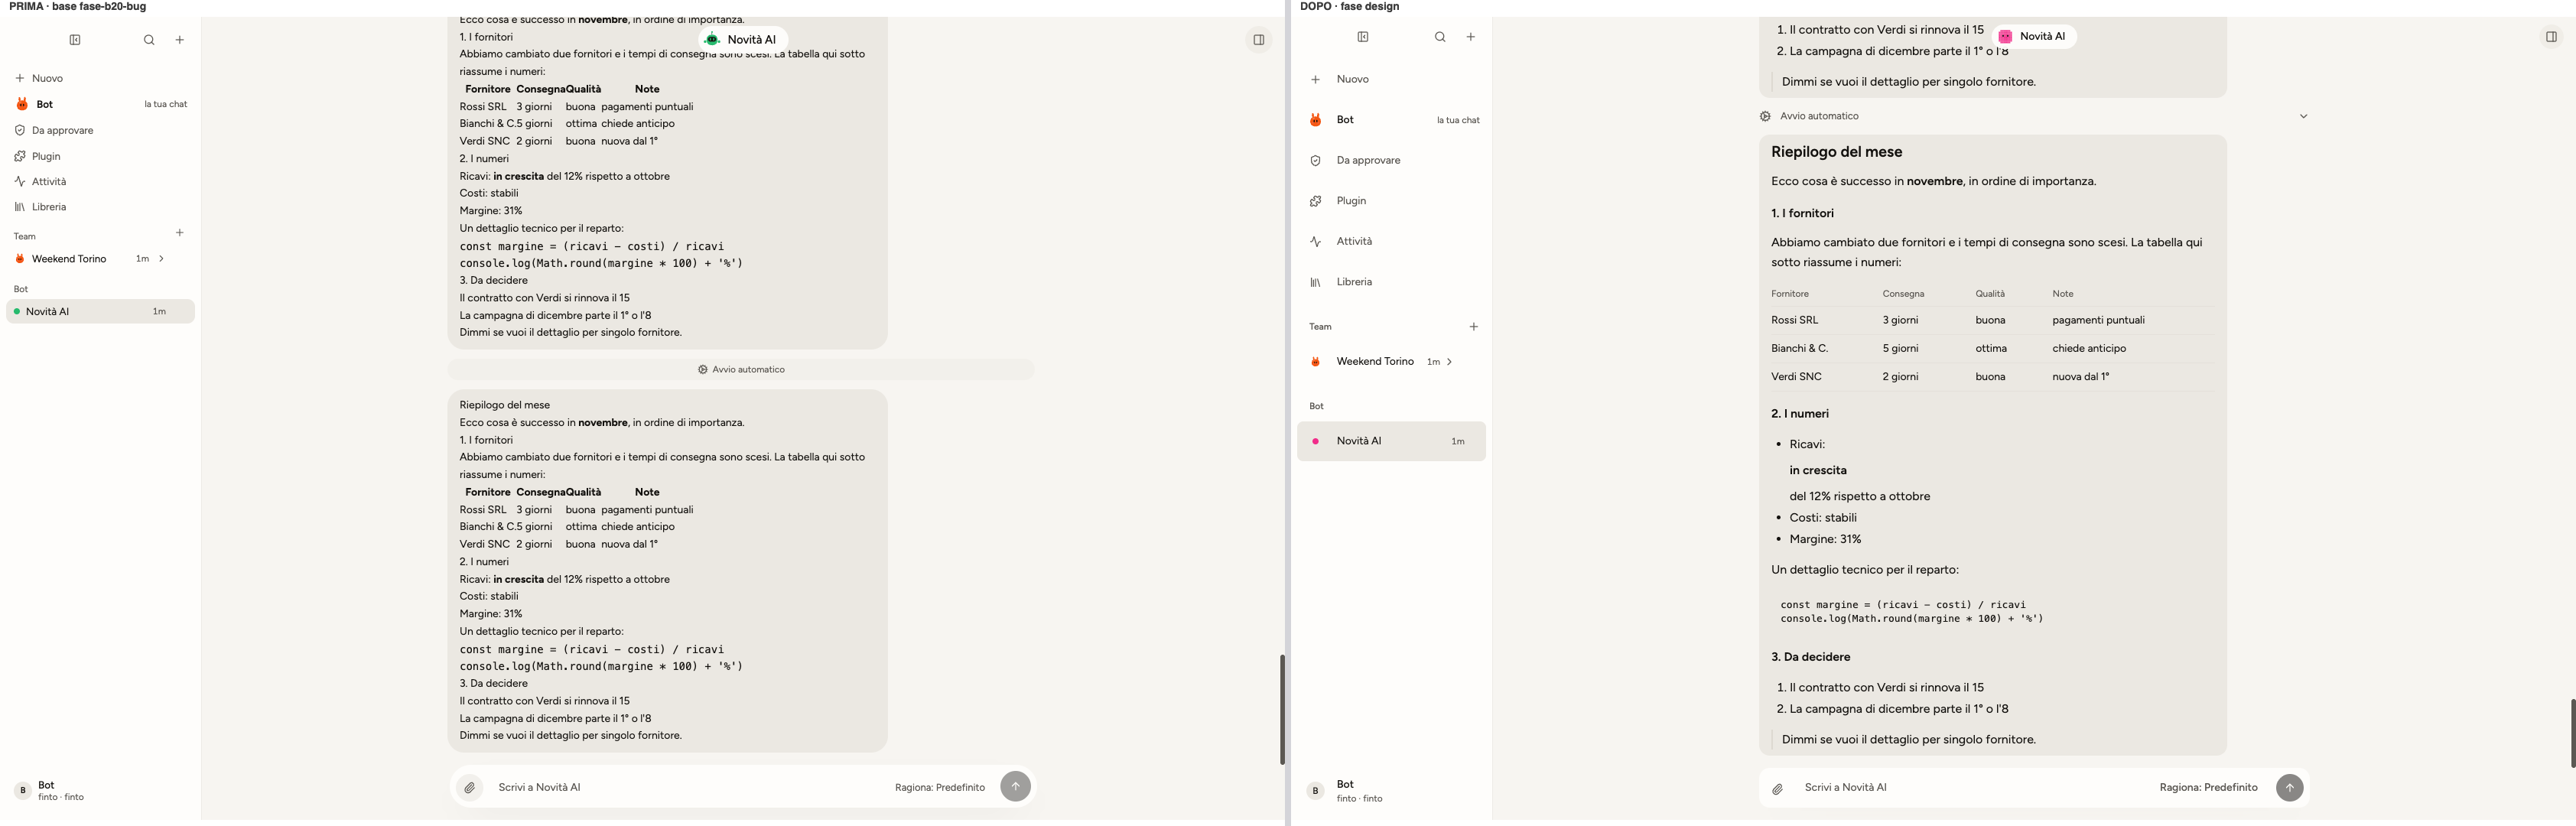 PRIMA · base fase-b20-bug
Nuovo
Bot la tua chat
Da approvare
Plugin
Attività
Libreria
Team
Weekend Torino 1m
Bot
Novità AI 1m
B Bot
finto · finto
Novità AI
Ecco cosa è successo in novembre, in ordine di importanza.
1. I fornitori
Abbiamo cambiato due fornitori e i tempi di consegna sono scesi. La tabella qui sotto
riassume i numeri:
Fornitore Consegna Qualità Note
Rossi SRL 3 giorni buona pagamenti puntuali
Bianchi & C. 5 giorni ottima chiede anticipo
Verdi SNC 2 giorni buona nuova dal 1°
2. I numeri
Ricavi: in crescita del 12% rispetto a ottobre
Costi: stabili
Margine: 31%
Un dettaglio tecnico per il reparto:
const margine = (ricavi − costi) / ricavi
console.log(Math.round(margine * 100) + '%')
3. Da decidere
Il contratto con Verdi si rinnova il 15
La campagna di dicembre parte il 1° o l'8
Dimmi se vuoi il dettaglio per singolo fornitore.
Avvio automatico
Riepilogo del mese
Ecco cosa è successo in novembre, in ordine di importanza.
1. I fornitori
Abbiamo cambiato due fornitori e i tempi di consegna sono scesi. La tabella qui sotto
riassume i numeri:
Fornitore Consegna Qualità Note
Rossi SRL 3 giorni buona pagamenti puntuali
Bianchi & C. 5 giorni ottima chiede anticipo
Verdi SNC 2 giorni buona nuova dal 1°
2. I numeri
Ricavi: in crescita del 12% rispetto a ottobre
Costi: stabili
Margine: 31%
Un dettaglio tecnico per il reparto:
const margine = (ricavi − costi) / ricavi
console.log(Math.round(margine * 100) + '%')
3. Da decidere
Il contratto con Verdi si rinnova il 15
La campagna di dicembre parte il 1° o l'8
Dimmi se vuoi il dettaglio per singolo fornitore.
Scrivi a Novità AI Ragiona: Predefinito
DOPO · fase design
Nuovo
Bot la tua chat
Da approvare
Plugin
Attività
Libreria
Team
Weekend Torino 1m
Bot
Novità AI 1m
B Bot
finto · finto
Novità AI
1. Il contratto con Verdi si rinnova il 15
2. La campagna di dicembre parte il 1° o l'8
Dimmi se vuoi il dettaglio per singolo fornitore.
Avvio automatico
Riepilogo del mese
Ecco cosa è successo in novembre, in ordine di importanza.
1. I fornitori
Abbiamo cambiato due fornitori e i tempi di consegna sono scesi. La tabella qui
sotto riassume i numeri:
Fornitore Consegna Qualità Note
Rossi SRL 3 giorni buona pagamenti puntuali
Bianchi & C. 5 giorni ottima chiede anticipo
Verdi SNC 2 giorni buona nuova dal 1°
2. I numeri
• Ricavi:
in crescita
del 12% rispetto a ottobre
• Costi: stabili
• Margine: 31%
Un dettaglio tecnico per il reparto:
const margine = (ricavi − costi) / ricavi
console.log(Math.round(margine * 100) + '%')
3. Da decidere
1. Il contratto con Verdi si rinnova il 15
2. La campagna di dicembre parte il 1° o l'8
Dimmi se vuoi il dettaglio per singolo fornitore.
Scrivi a Novità AI Ragiona: Predefinito